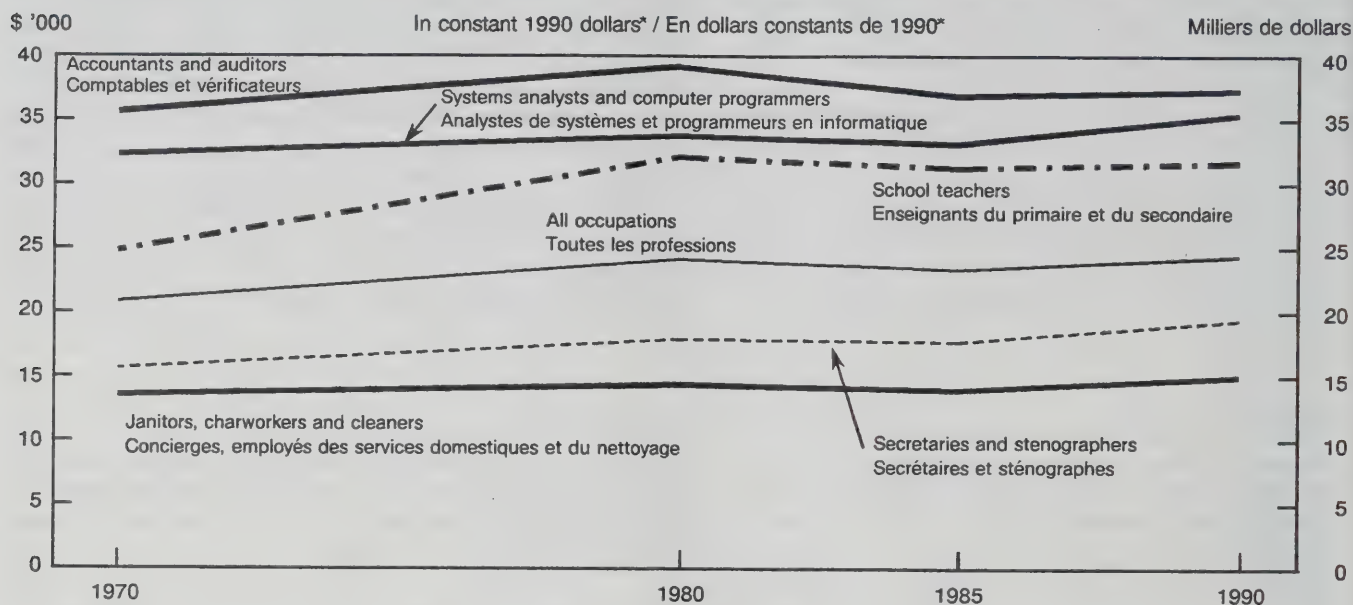 $ '000
In constant 1990 dollars* / En dollars constants de 1990*
Milliers de dollars
40
35
30
25
20
15
10
5
0
Accountants and auditors
Comptables et vérificateurs
Systems analysts and computer programmers
Analystes de systèmes et programmeurs en informatique
School teachers
Enseignants du primaire et du secondaire
All occupations
Toutes les professions
Janitors, charworkers and cleaners
Concierges, employés des services domestiques et du nettoyage
Secretaries and stenographers
Secrétaires et sténographes
40
35
30
25
20
15
10
5
0
1970
1980
1985
1990